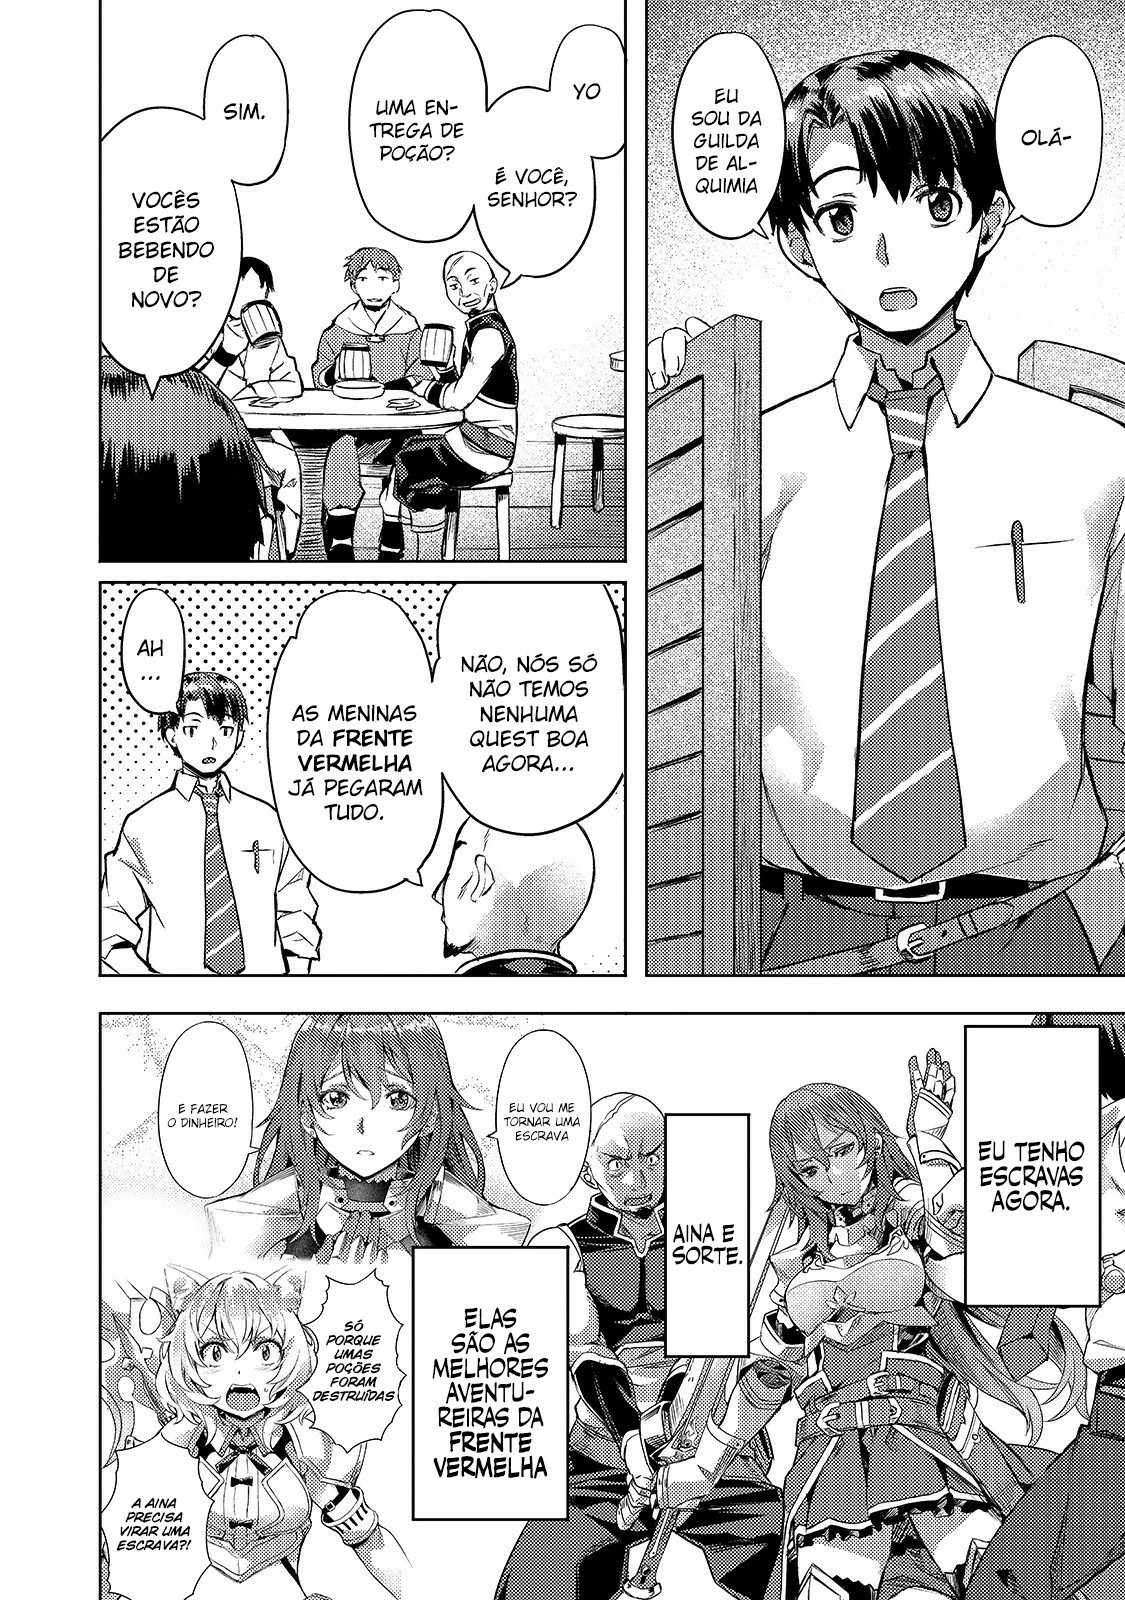 OLÁ-
EU
SOU DA
GUILDA
DE AL-
QUIMIA
YO
É VOCÊ,
SENHOR?
UMA EN-
TREGA DE
POÇÃO?
SIM.
VOCÊS
ESTÃO
BEBENDO
DE
NOVO?
NÃO, NÓS SÓ
NÃO TEMOS
NENHUMA
QUEST BOA
AGORA...
AS MENINAS
DA FRENTE
VERMELHA
JÁ PEGARAM
TUDO.
AH
...
EU TENHO
ESCRAVAS
AGORA.
AINA E
SORTE.
ELAS
SÃO AS
MELHORES
AVENTU-
REIRAS DA
FRENTE
VERMELHA
EU VOU ME
TORNAR UMA
ESCRAVA
E FAZER
O DINHEIRO!
SÓ
PORQUE
UMAS
POÇÕES
FORAM
DESTRUÍDAS
A AINA
PRECISA
VIRAR UMA
ESCRAVA?!